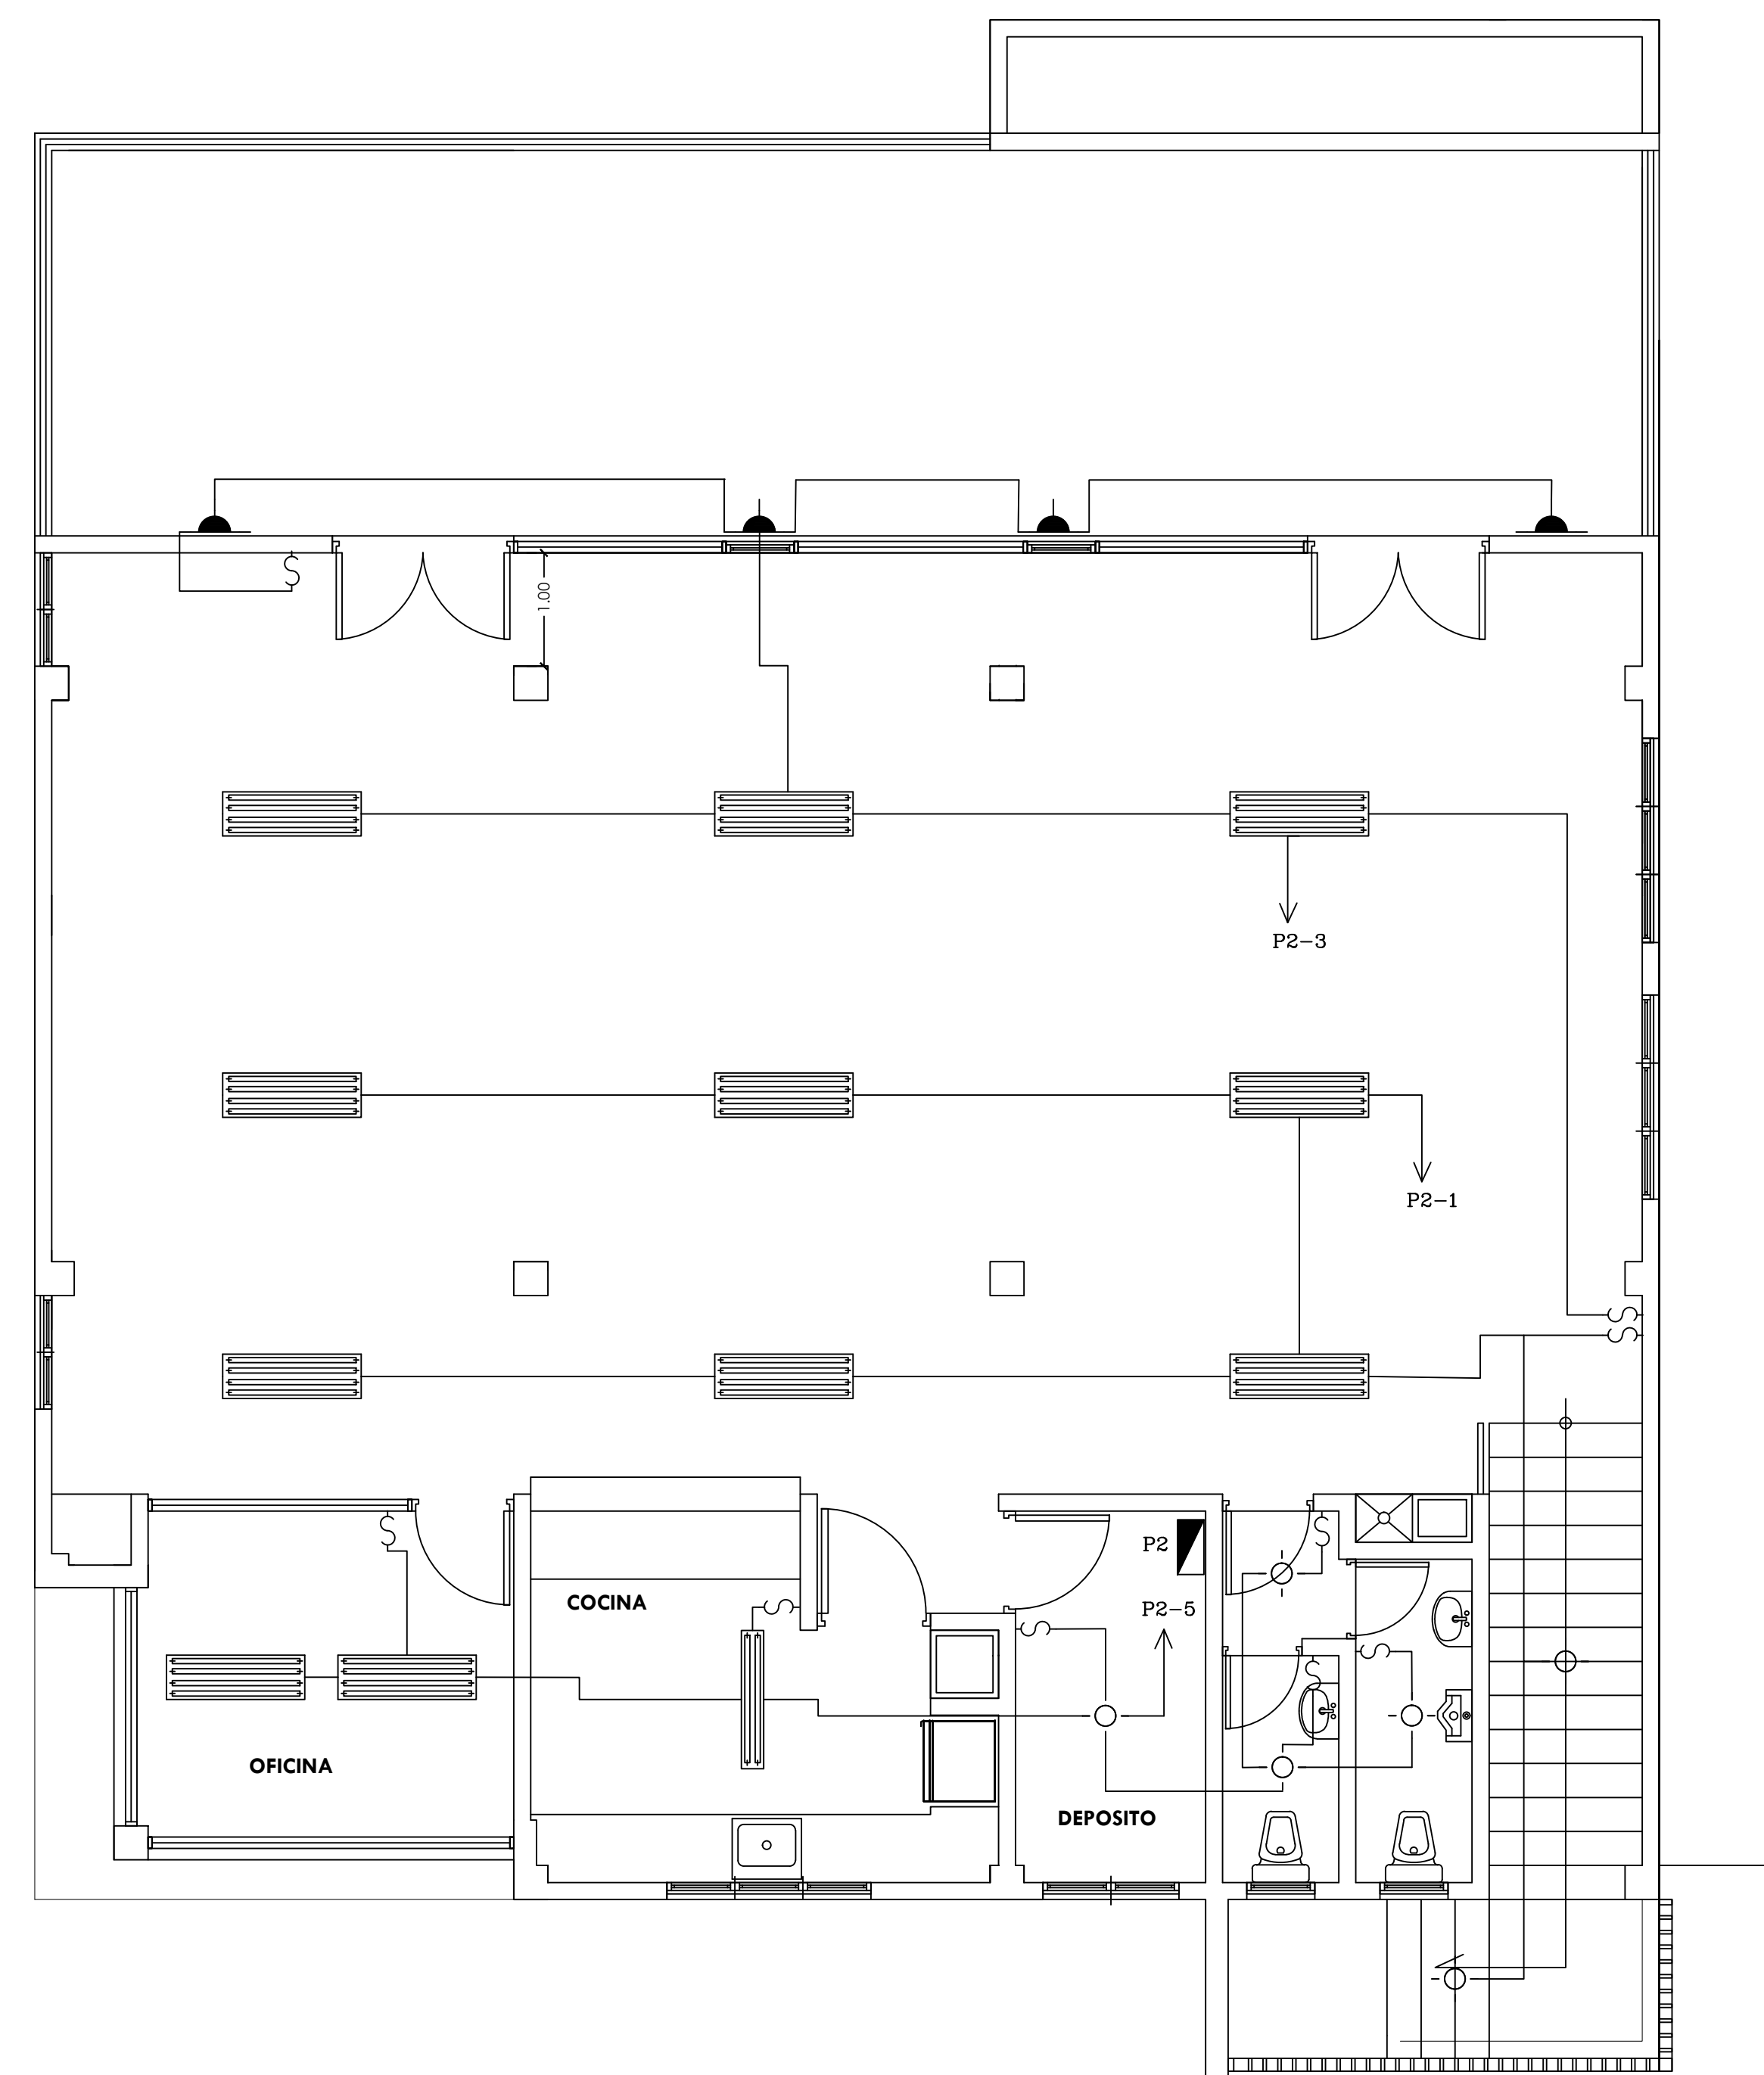 1.00
P2-3
P2-1
P2
COCINA
P2-5
OFICINA
DEPOSITO